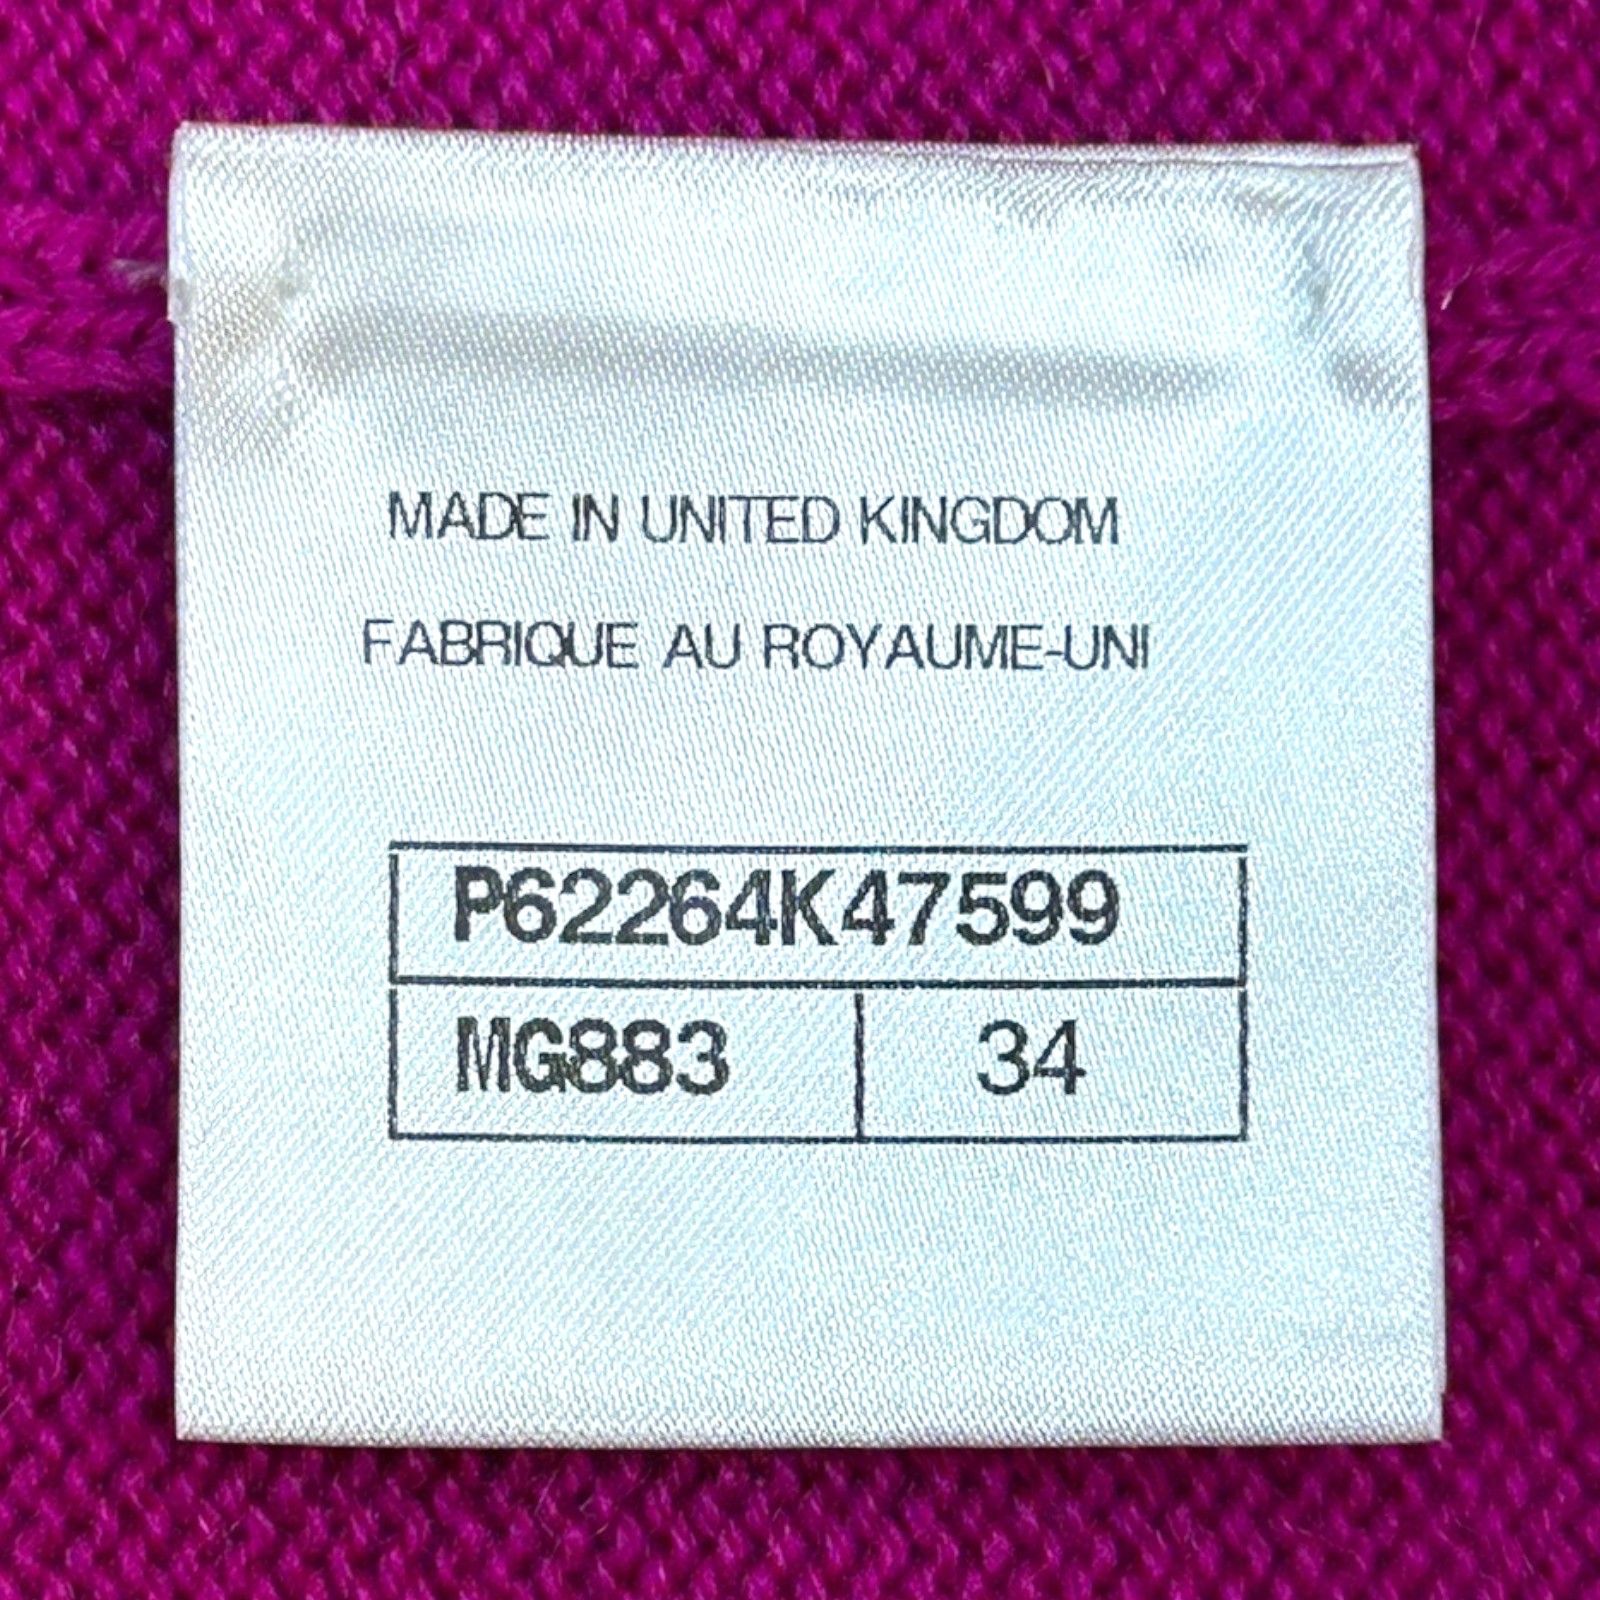 MADE IN UNITED KINGDOM
FABRIQUE AU ROYAUME-UNI
P62264K47599
MG883 34